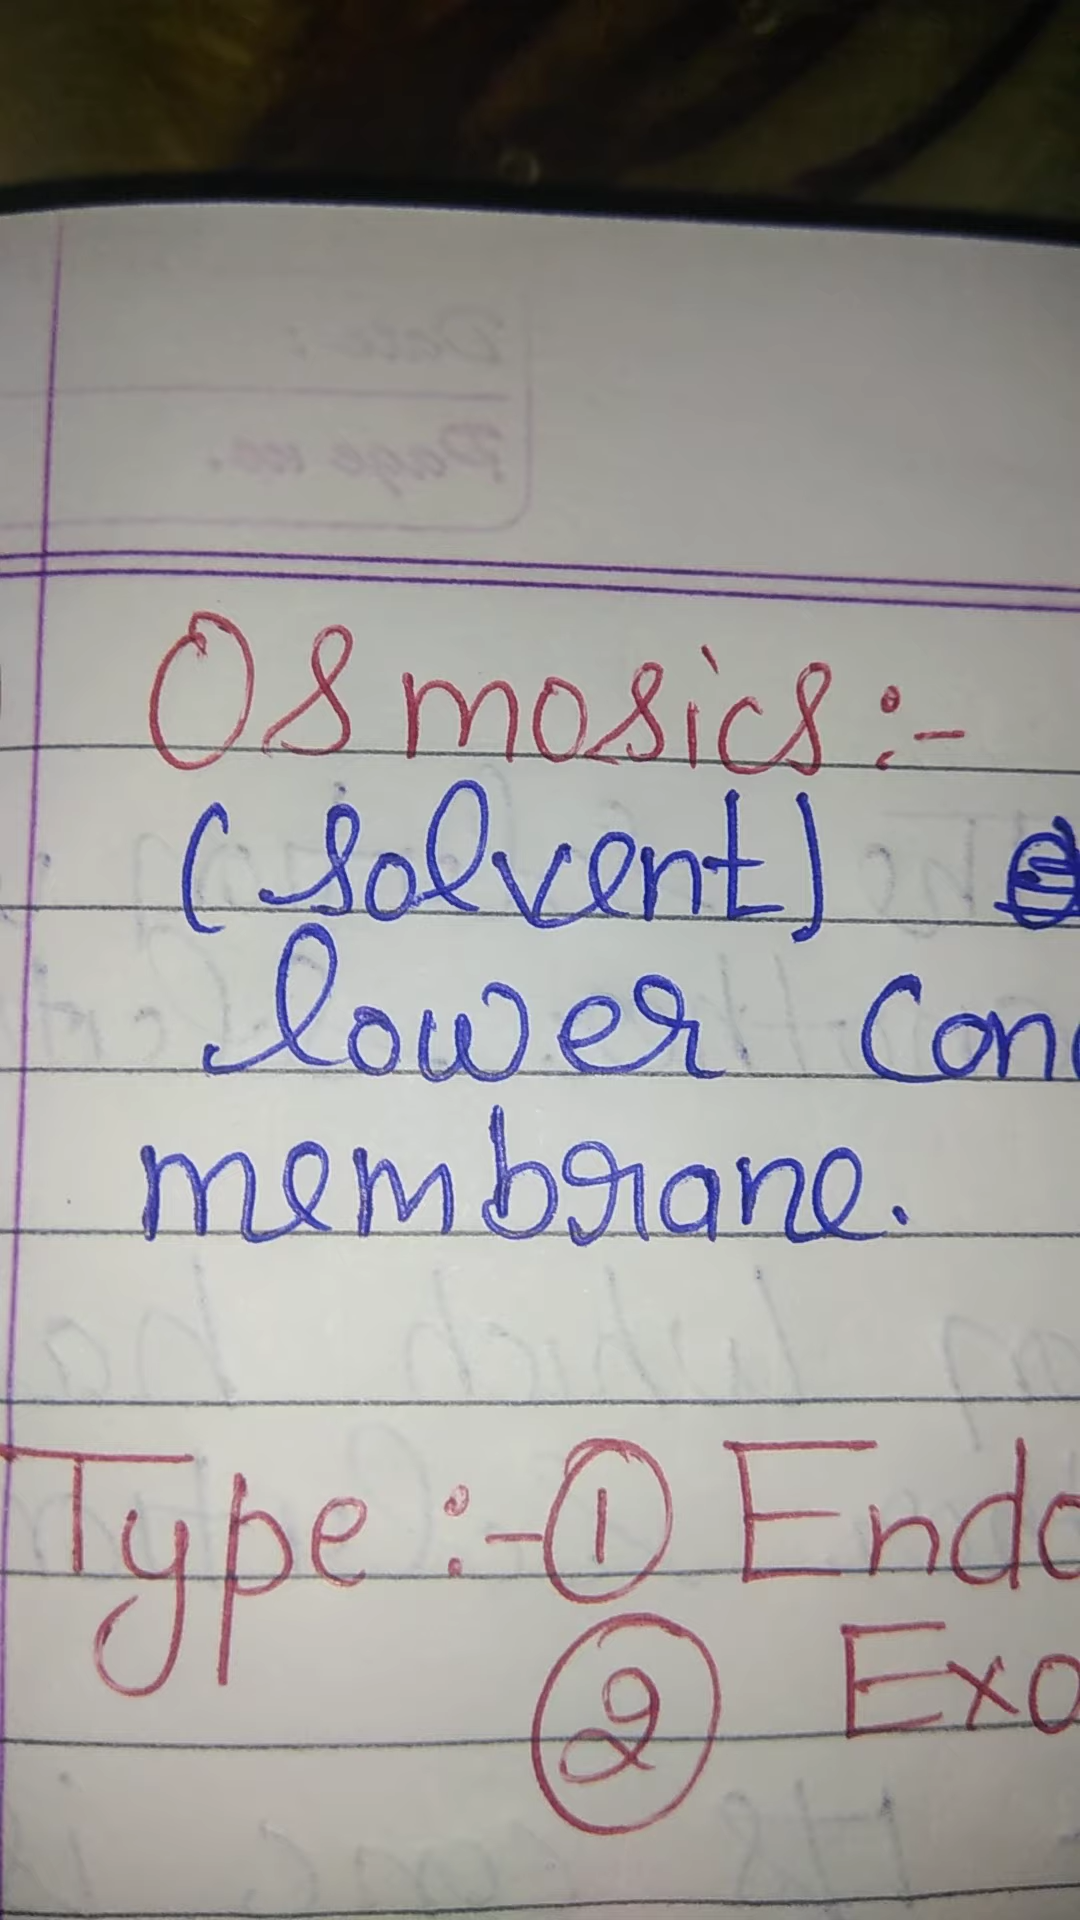 Osmosics:-
(solvent)
lower Con
membrane.
Type:- ① Endo
② Exo